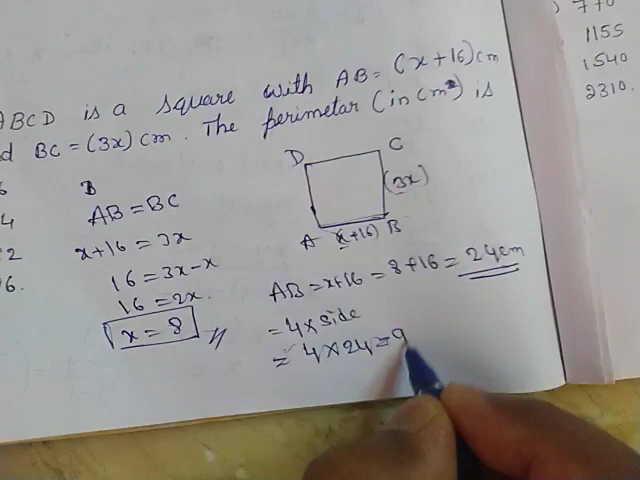 ABCD is a square with AB = (x+16) cm
d BC = (3x) cm. The perimetar (in cm²) is
6
4
2
6.
AB = BC
x+16 = 3x
16 = 3x-x
16 = 2x.
x = 8
D C
(3x)
A x+16) B
AB = x+16 = 8+16 = 24cm
= 4 x side
= 4 x 24 = 9
) 770
1155
1540
2310.